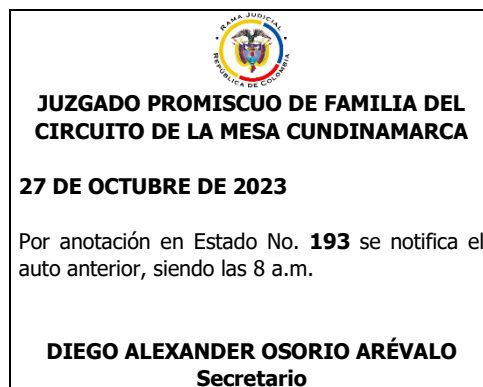 RAMA JUDICIAL
REPÚBLICA DE COLOMBIA
JUZGADO PROMISCUO DE FAMILIA DEL
CIRCUITO DE LA MESA CUNDINAMARCA
27 DE OCTUBRE DE 2023
Por anotación en Estado No. 193 se notifica el
auto anterior, siendo las 8 a.m.
DIEGO ALEXANDER OSORIO ARÉVALO
Secretario